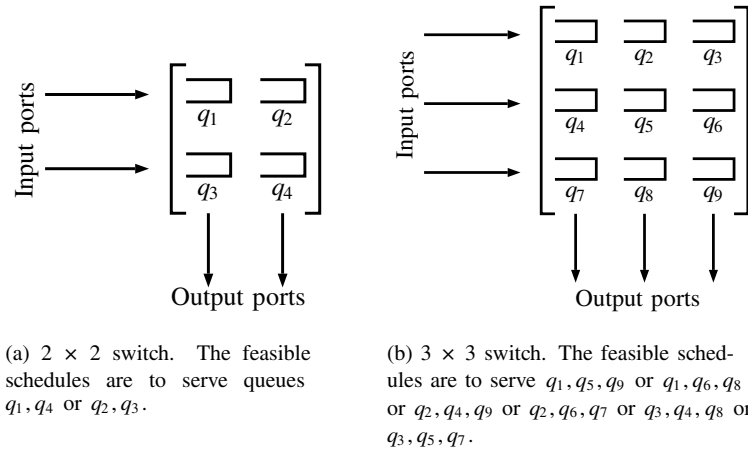 Input ports
q1 q2
q3 q4
Output ports
(a) 2 × 2 switch. The feasible
schedules are to serve queues
q1, q4 or q2, q3.
Input ports
q1 q2 q3
q4 q5 q6
q7 q8 q9
Output ports
(b) 3 × 3 switch. The feasible sched-
ules are to serve q1, q5, q9 or q1, q6, q8
or q2, q4, q9 or q2, q6, q7 or q3, q4, q8 or
q3, q5, q7.